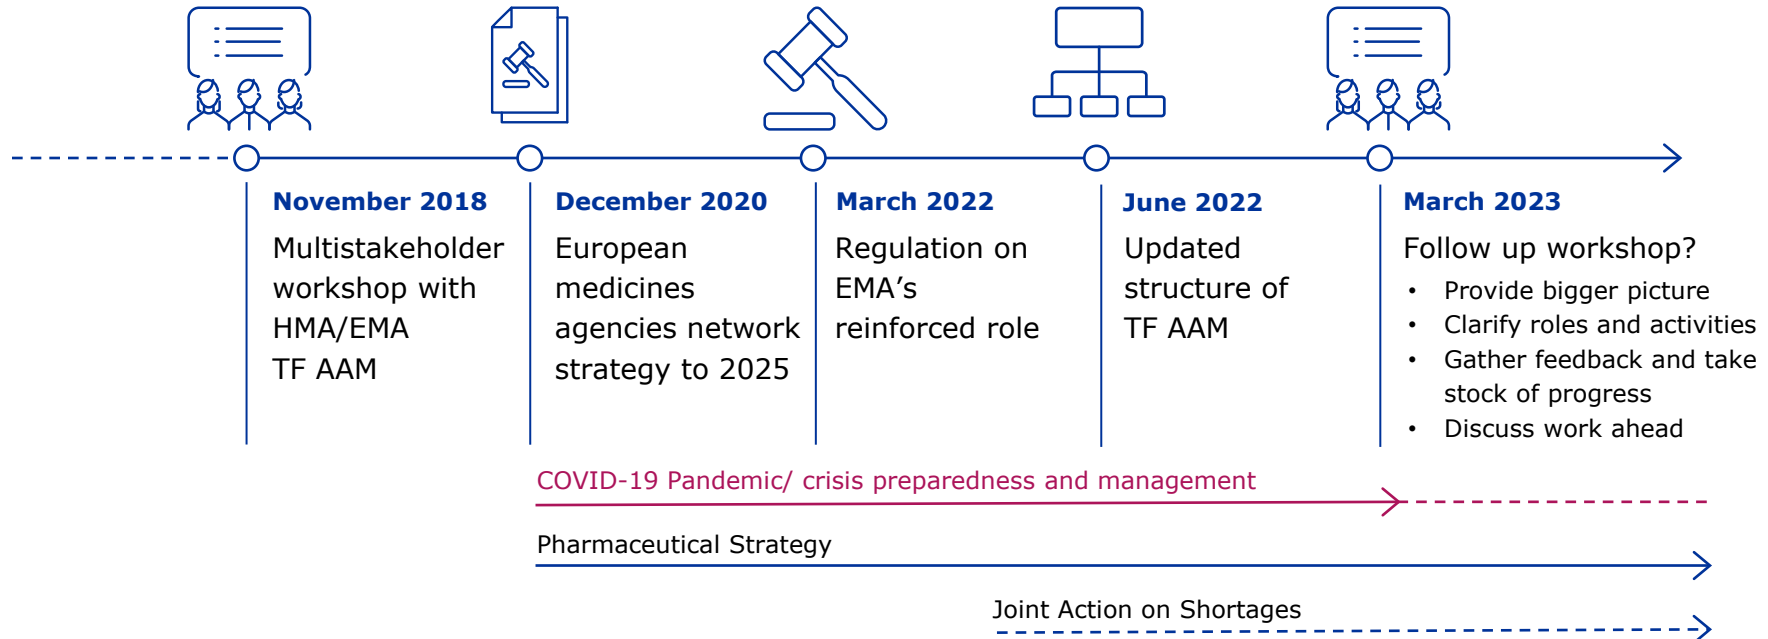 November 2018
Multistakeholder
workshop with
HMA/EMA
TF AAM
December 2020
European
medicines
agencies network
strategy to 2025
March 2022
Regulation on
EMA’s
reinforced role
June 2022
Updated
structure of
TF AAM
March 2023
Follow up workshop?
• Provide bigger picture
• Clarify roles and activities
• Gather feedback and take
stock of progress
• Discuss work ahead
COVID-19 Pandemic/ crisis preparedness and management
Pharmaceutical Strategy
Joint Action on Shortages